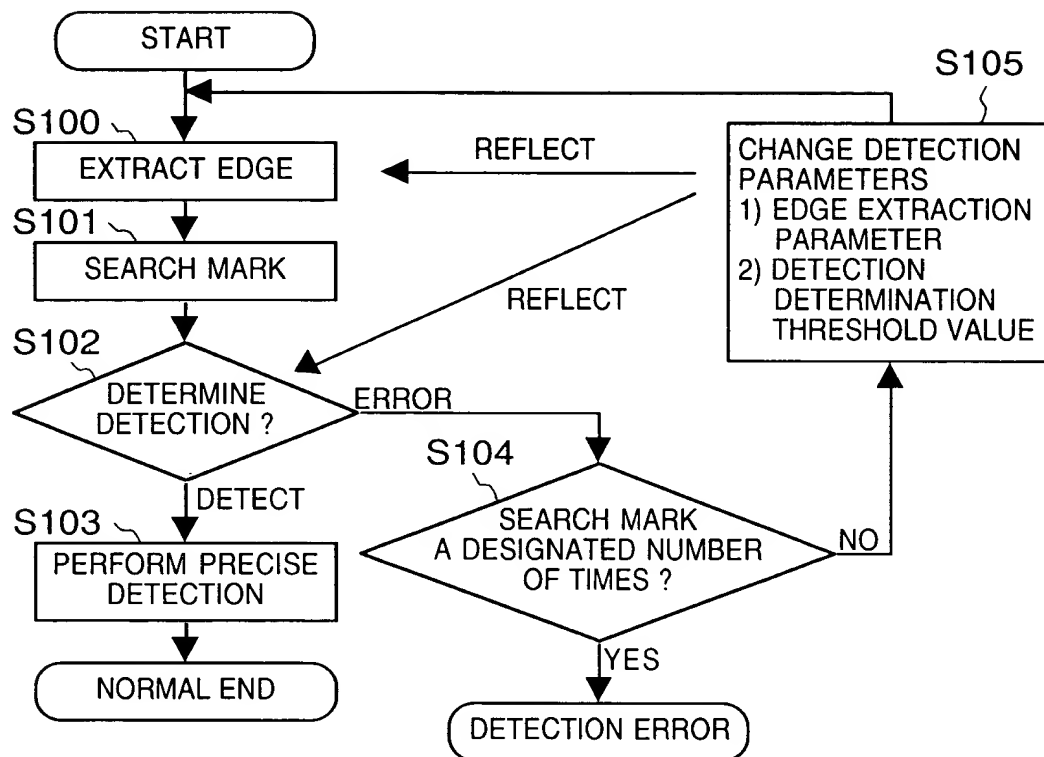 START
S100
EXTRACT EDGE
S101
SEARCH MARK
S102
DETERMINE
DETECTION ?
ERROR
DETECT
S103
PERFORM PRECISE
DETECTION
NORMAL END
REFLECT
REFLECT
S105
CHANGE DETECTION
PARAMETERS
1) EDGE EXTRACTION
PARAMETER
2) DETECTION
DETERMINATION
THRESHOLD VALUE
S104
SEARCH MARK
A DESIGNATED NUMBER
OF TIMES ?
NO
YES
DETECTION ERROR